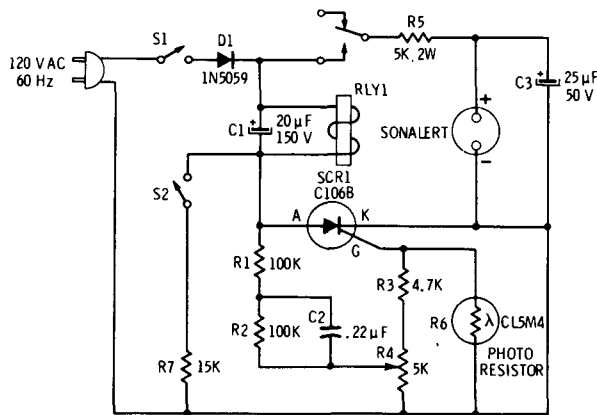 120 VAC
60 Hz
S1
D1
1N5059
R5
5K, 2W
C3
+
25 µF
50 V
RLY1
C1
+
20 µF
150 V
+
SONALERT
−
S2
SCR1
C106B
A
K
G
R1
100K
R3
4.7K
R2
100K
C2
.22µF
R4
5K
R6
λ
CL5M4
PHOTO
RESISTOR
R7
15K